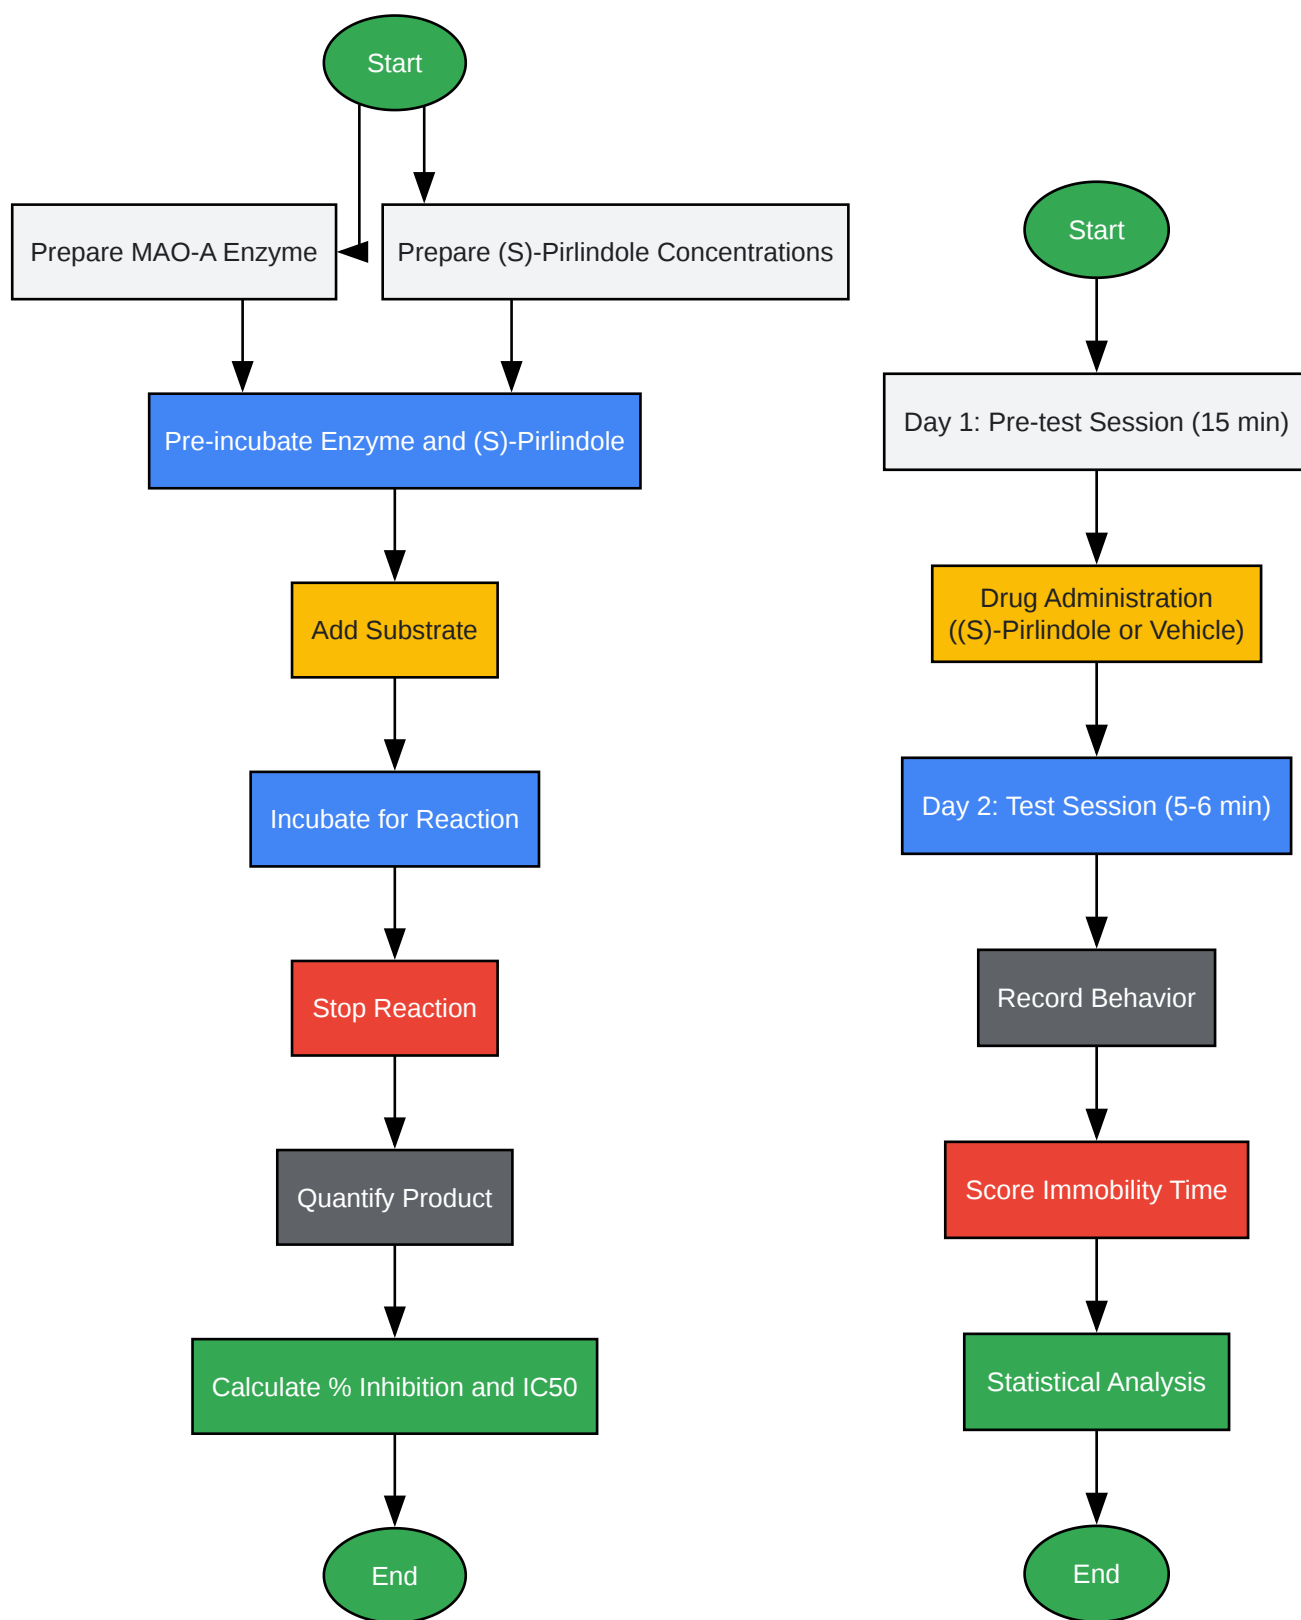 Start
Prepare MAO-A Enzyme
Prepare (S)-Pirlindole Concentrations
Pre-incubate Enzyme and (S)-Pirlindole
Add Substrate
Incubate for Reaction
Stop Reaction
Quantify Product
Calculate % Inhibition and IC50
End
Start
Day 1: Pre-test Session (15 min)
Drug Administration
((S)-Pirlindole or Vehicle)
Day 2: Test Session (5-6 min)
Record Behavior
Score Immobility Time
Statistical Analysis
End